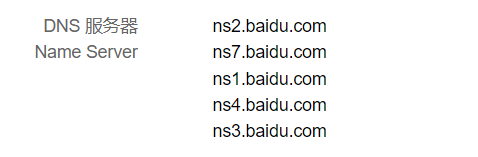 DNS 服务器 ns2.baidu.com
Name Server ns7.baidu.com
ns1.baidu.com
ns4.baidu.com
ns3.baidu.com